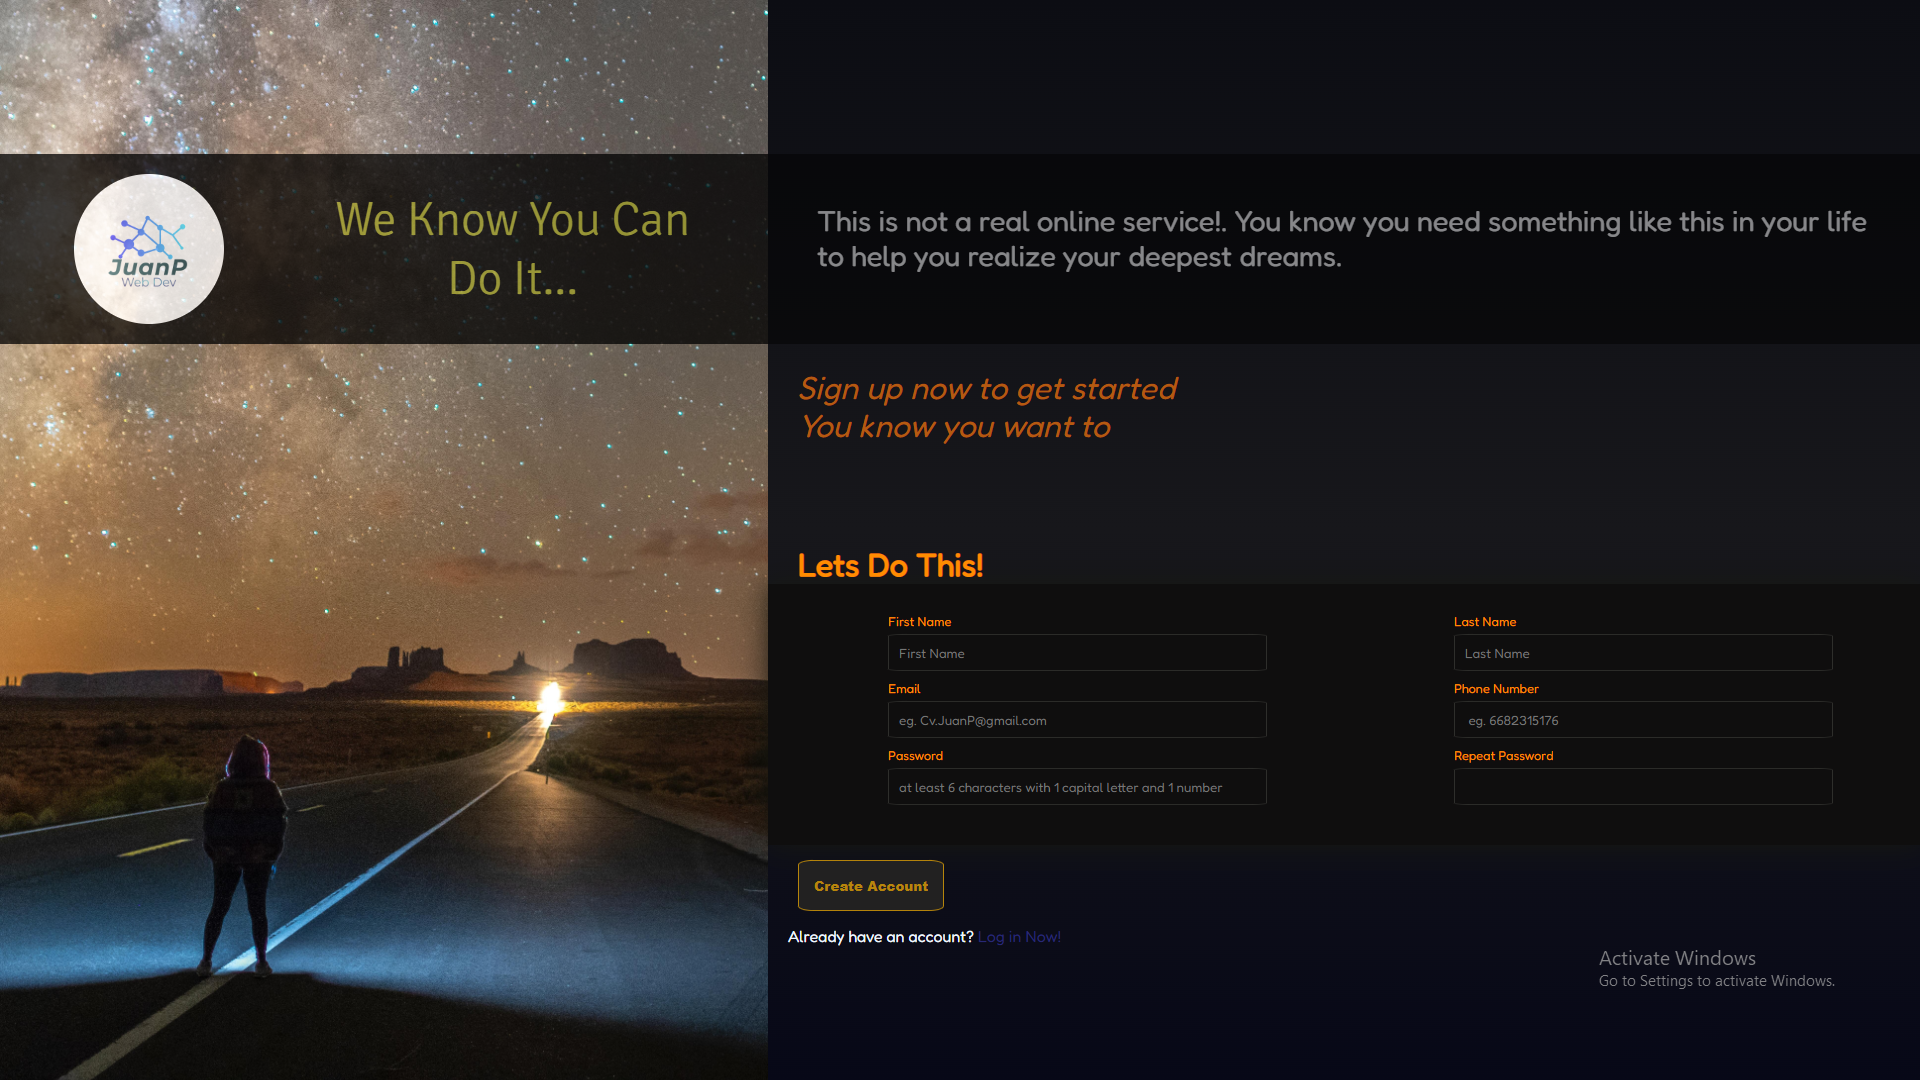 JuanP
Web Dev
We Know You Can
Do It...
This is not a real online service!. You know you need something like this in your life
to help you realize your deepest dreams.
Sign up now to get started
You know you want to
Lets Do This!
First Name
Last Name
First Name
Last Name
Email
Phone Number
eg. Cv.JuanP@gmail.com
eg. 6682315176
Password
Repeat Password
at least 6 characters with 1 capital letter and 1 number
Create Account
Already have an account? Log in Now!
Activate Windows
Go to Settings to activate Windows.